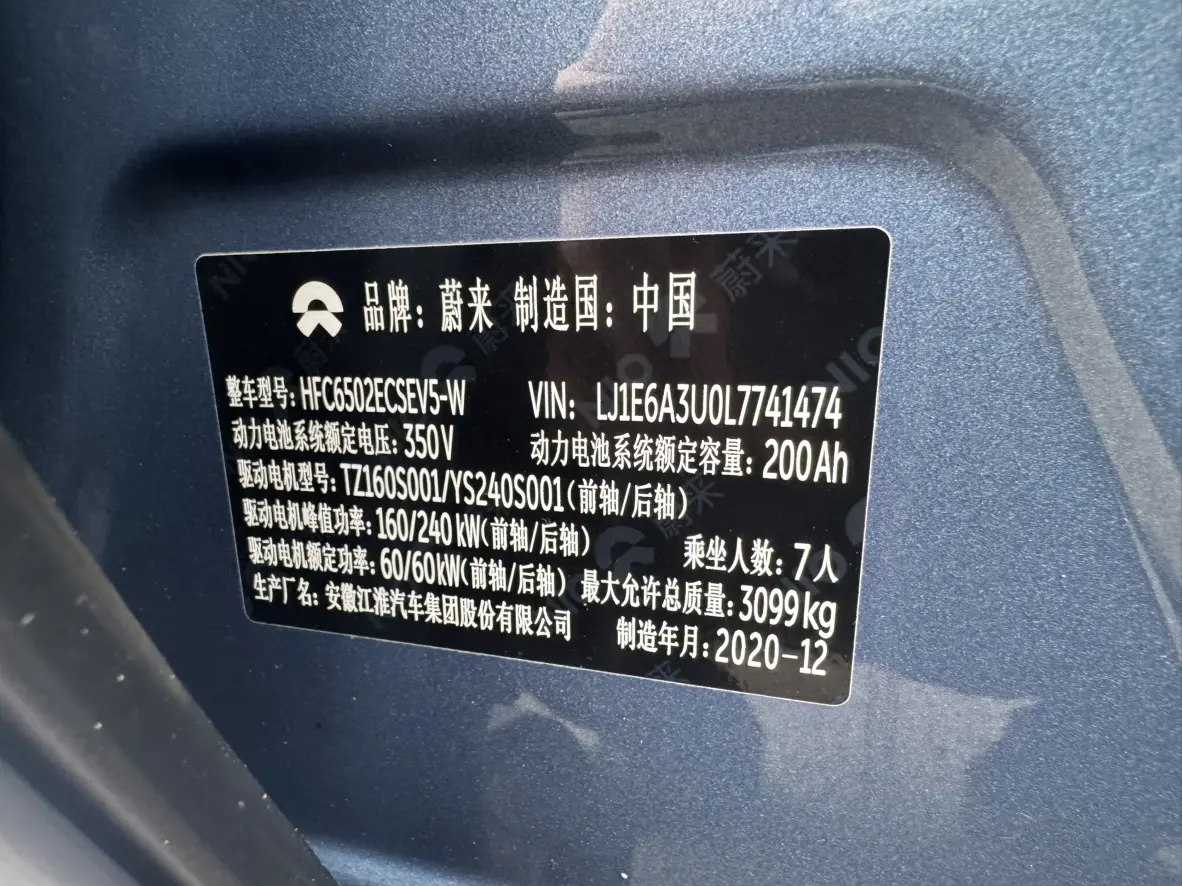 品牌：蔚来 制造国：中国
整车型号：HFC6502ECSEV5-W VIN： LJ1E6A3U0L7741474
动力电池系统额定电压：350V 动力电池系统额定容量：200Ah
驱动电机型号：TZ160S001/YS240S001(前轴/后轴)
驱动电机峰值功率：160/240kW(前轴/后轴) 乘坐人数：7人
驱动电机额定功率：60/60kW(前轴/后轴) 最大允许总质量：3099kg
生产厂名：安徽江淮汽车集团股份有限公司 制造年月：2020-12